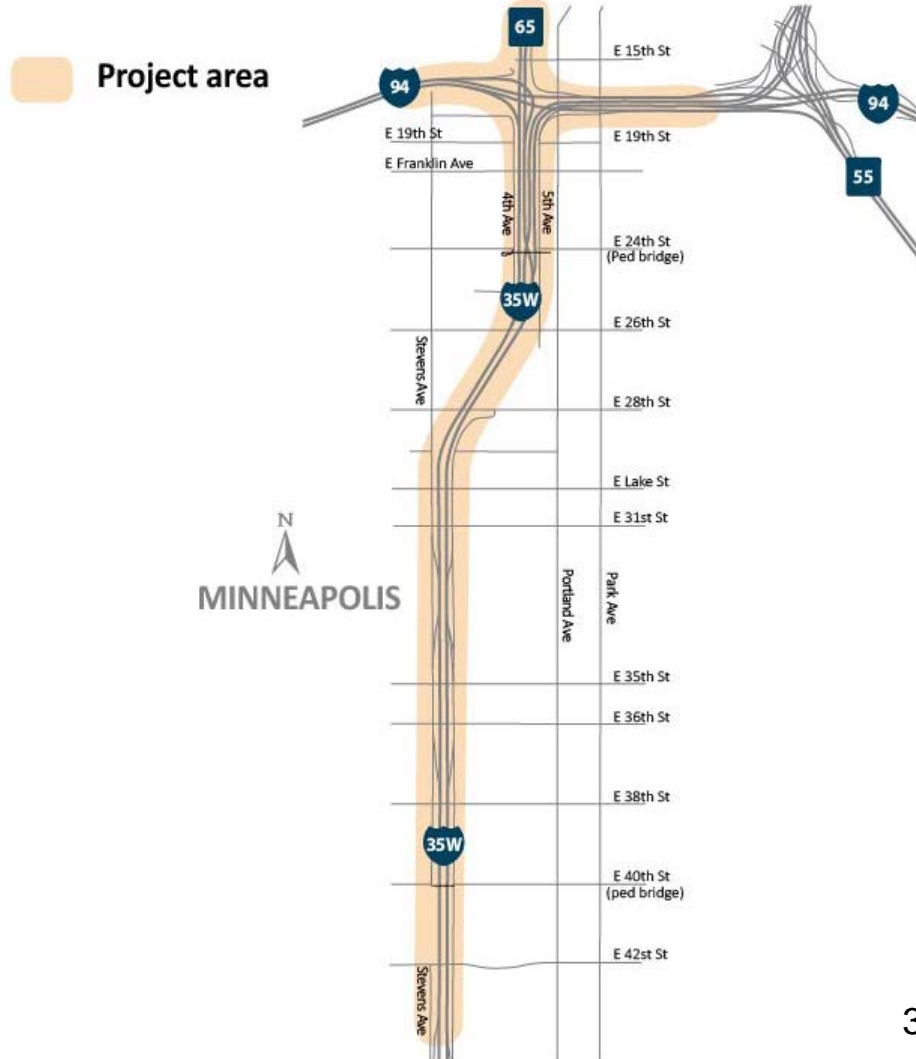 65
E 15th St
Project area
94
94
E 19th St
E 19th St
E Franklin Ave
55
4th Ave
5th Ave
E 24th St
(Ped bridge)
35W
E 26th St
Stevens Ave
E 28th St
E Lake St
E 31st St
N
MINNEAPOLIS
Portland Ave
Park Ave
E 35th St
E 36th St
E 38th St
35W
E 40th St
(ped bridge)
E 42st St
Stevens Ave
3